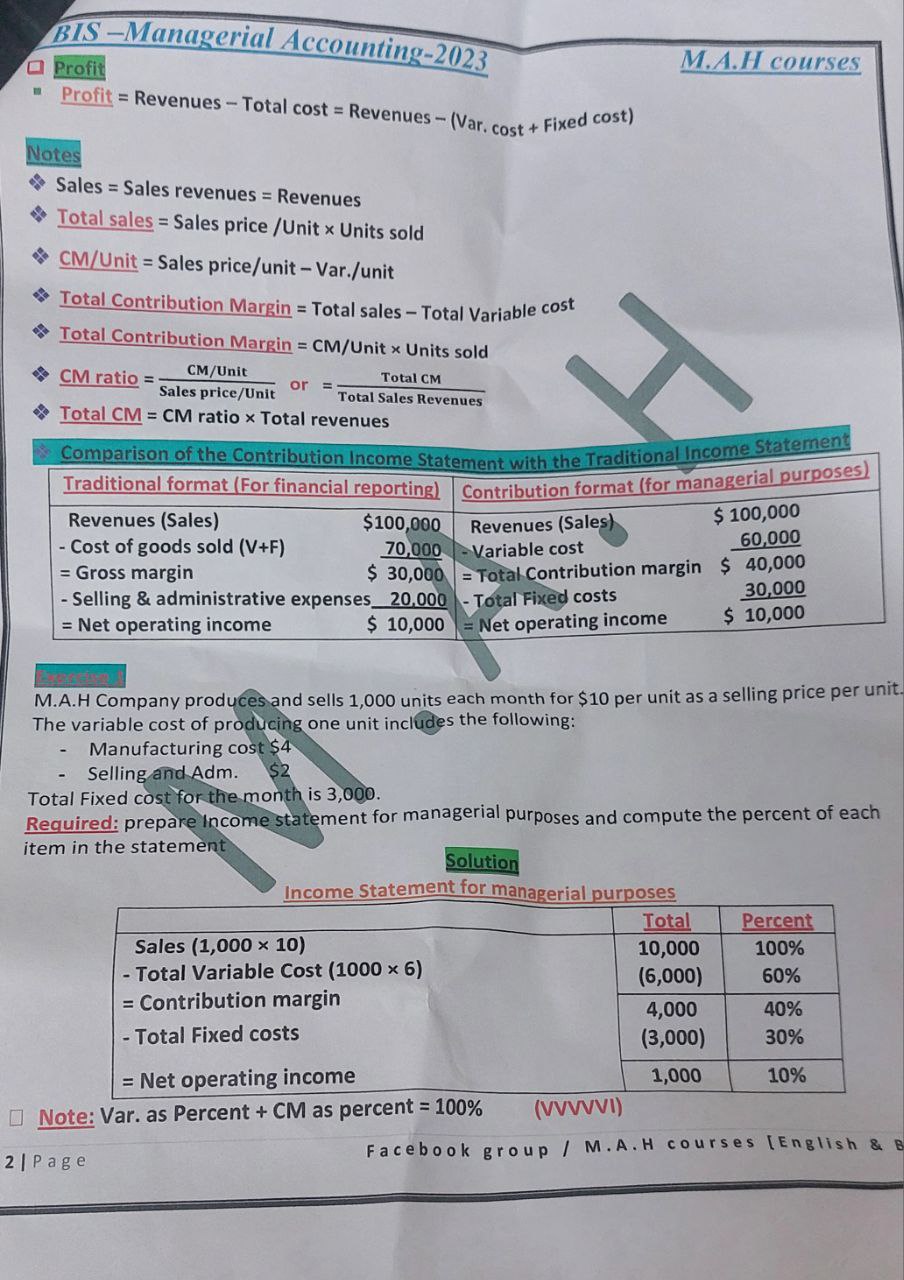 BIS –Managerial Accounting-2023
M.A.H courses
Profit
Profit = Revenues – Total cost = Revenues – (Var. cost + Fixed cost)
Notes
Sales = Sales revenues = Revenues
Total sales = Sales price /Unit × Units sold
CM/Unit = Sales price/unit – Var./unit
Total Contribution Margin = Total sales – Total Variable cost
Total Contribution Margin = CM/Unit × Units sold
CM ratio = CM/Unit / Sales price/Unit or = Total CM / Total Sales Revenues
Total CM = CM ratio × Total revenues
Comparison of the Contribution Income Statement with the Traditional Income Statement
Traditional format (For financial reporting) Contribution format (for managerial purposes)
Revenues (Sales) $100,000 Revenues (Sales) $ 100,000
- Cost of goods sold (V+F) 70,000 - Variable cost 60,000
= Gross margin $ 30,000 = Total Contribution margin $ 40,000
- Selling & administrative expenses 20,000 - Total Fixed costs 30,000
= Net operating income $ 10,000 = Net operating income $ 10,000
Exercise 1
M.A.H Company produces and sells 1,000 units each month for $10 per unit as a selling price per unit.
The variable cost of producing one unit includes the following:
- Manufacturing cost $4
- Selling and Adm. $2
Total Fixed cost for the month is 3,000.
Required: prepare Income statement for managerial purposes and compute the percent of each
item in the statement
Solution
Income Statement for managerial purposes
Total Percent
Sales (1,000 × 10) 10,000 100%
- Total Variable Cost (1000 × 6) (6,000) 60%
= Contribution margin 4,000 40%
- Total Fixed costs (3,000) 30%
= Net operating income 1,000 10%
Note: Var. as Percent + CM as percent = 100% (VVVVVI)
2 | Page
Facebook group / M.A.H courses [English & B
M.A.H